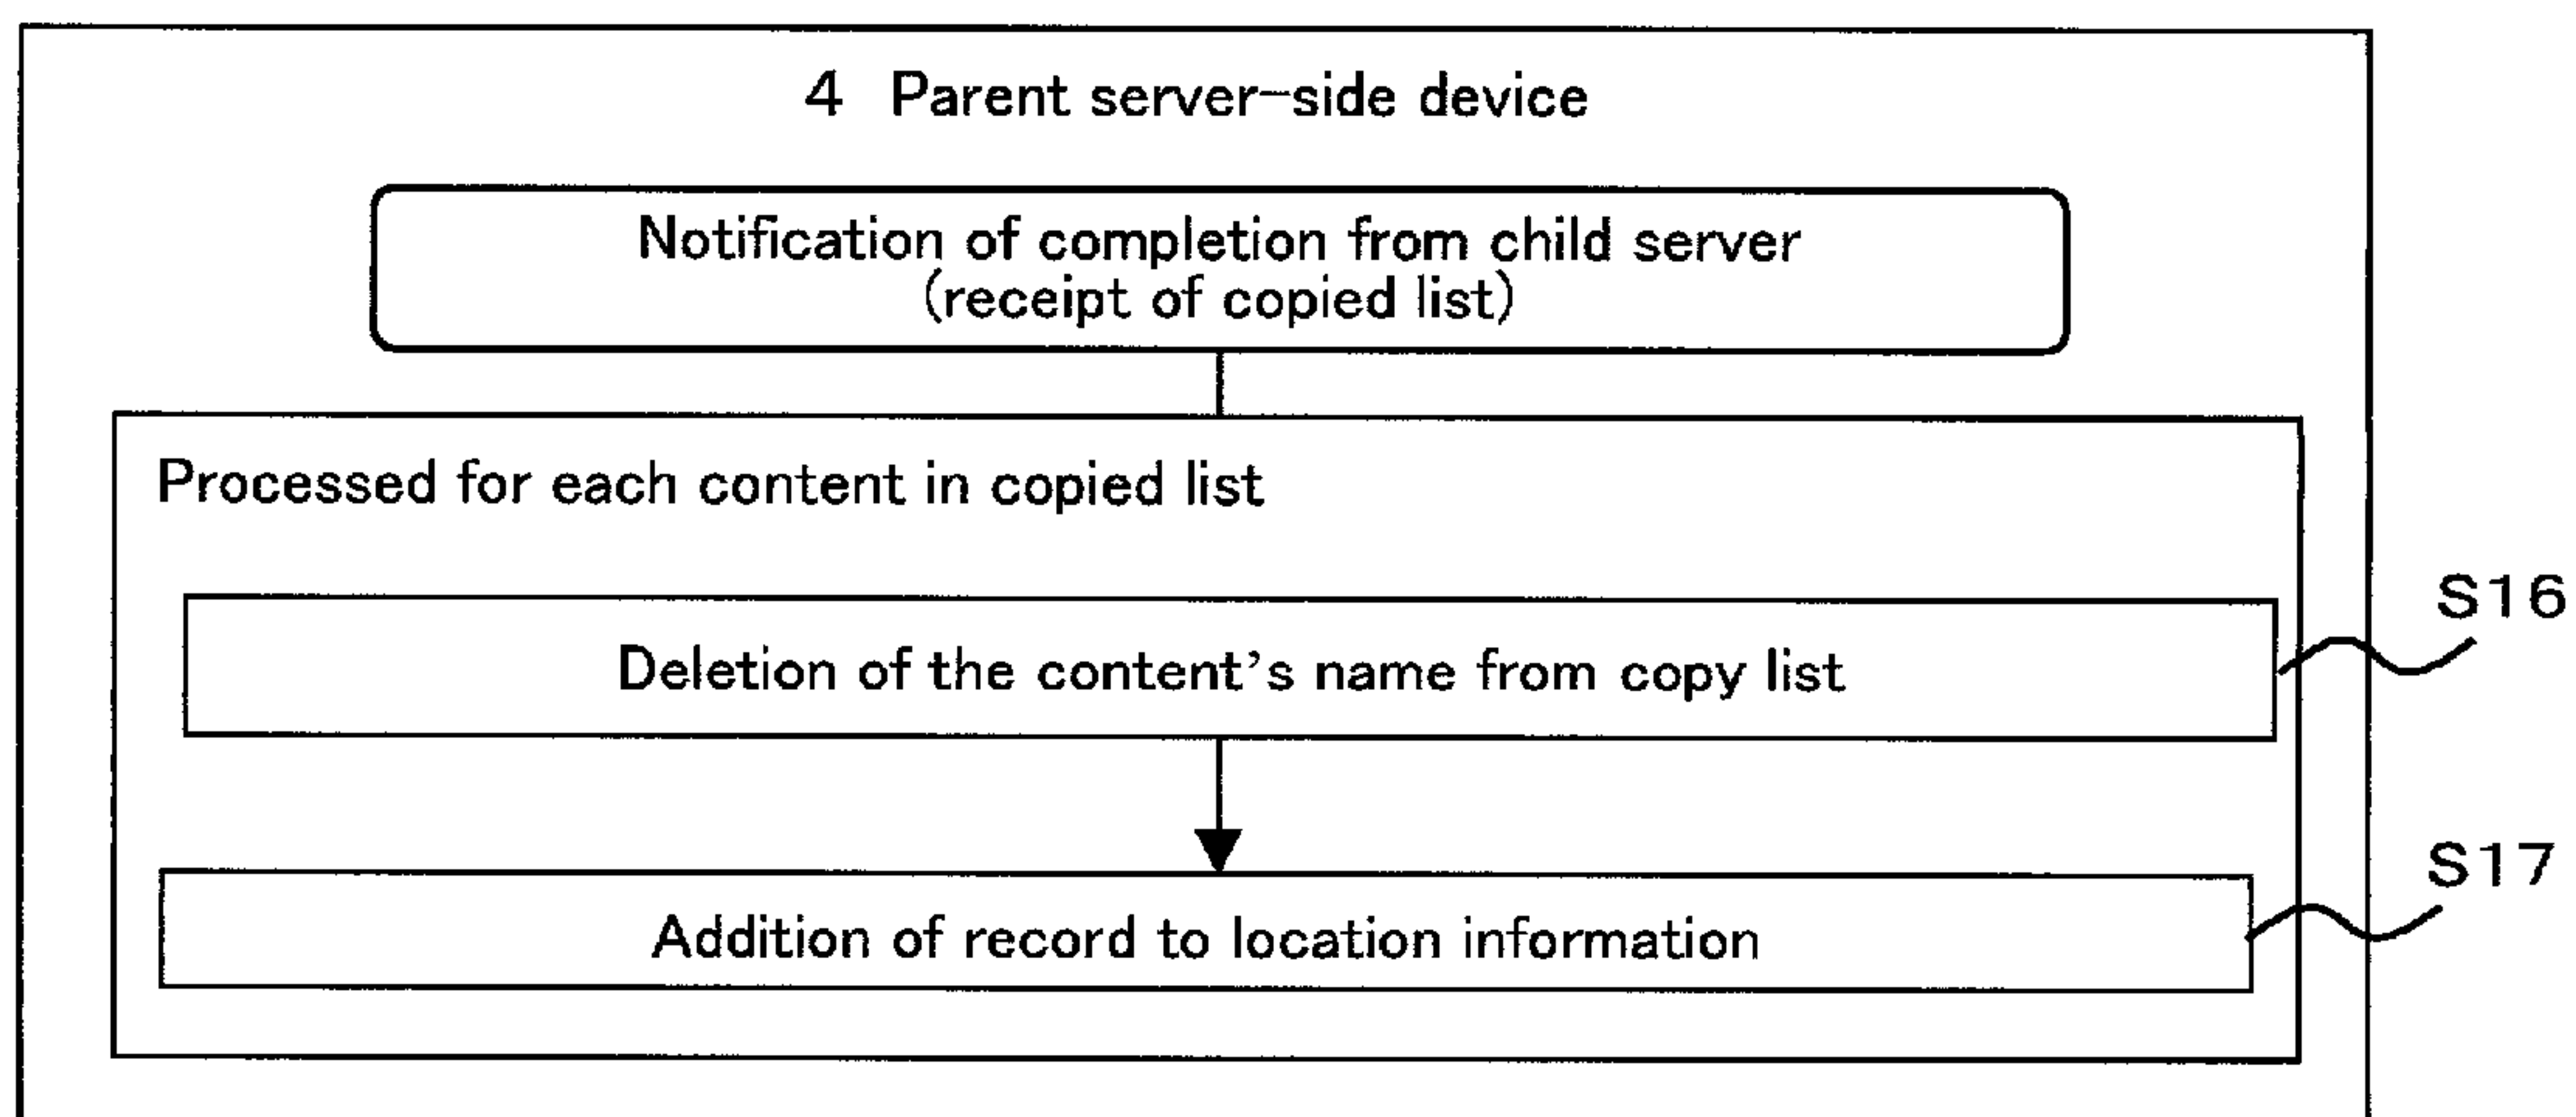 4 Parent server-side device
Notification of completion from child server
(receipt of copied list)
Processed for each content in copied list
S16
Deletion of the content's name from copy list
S17
Addition of record to location information